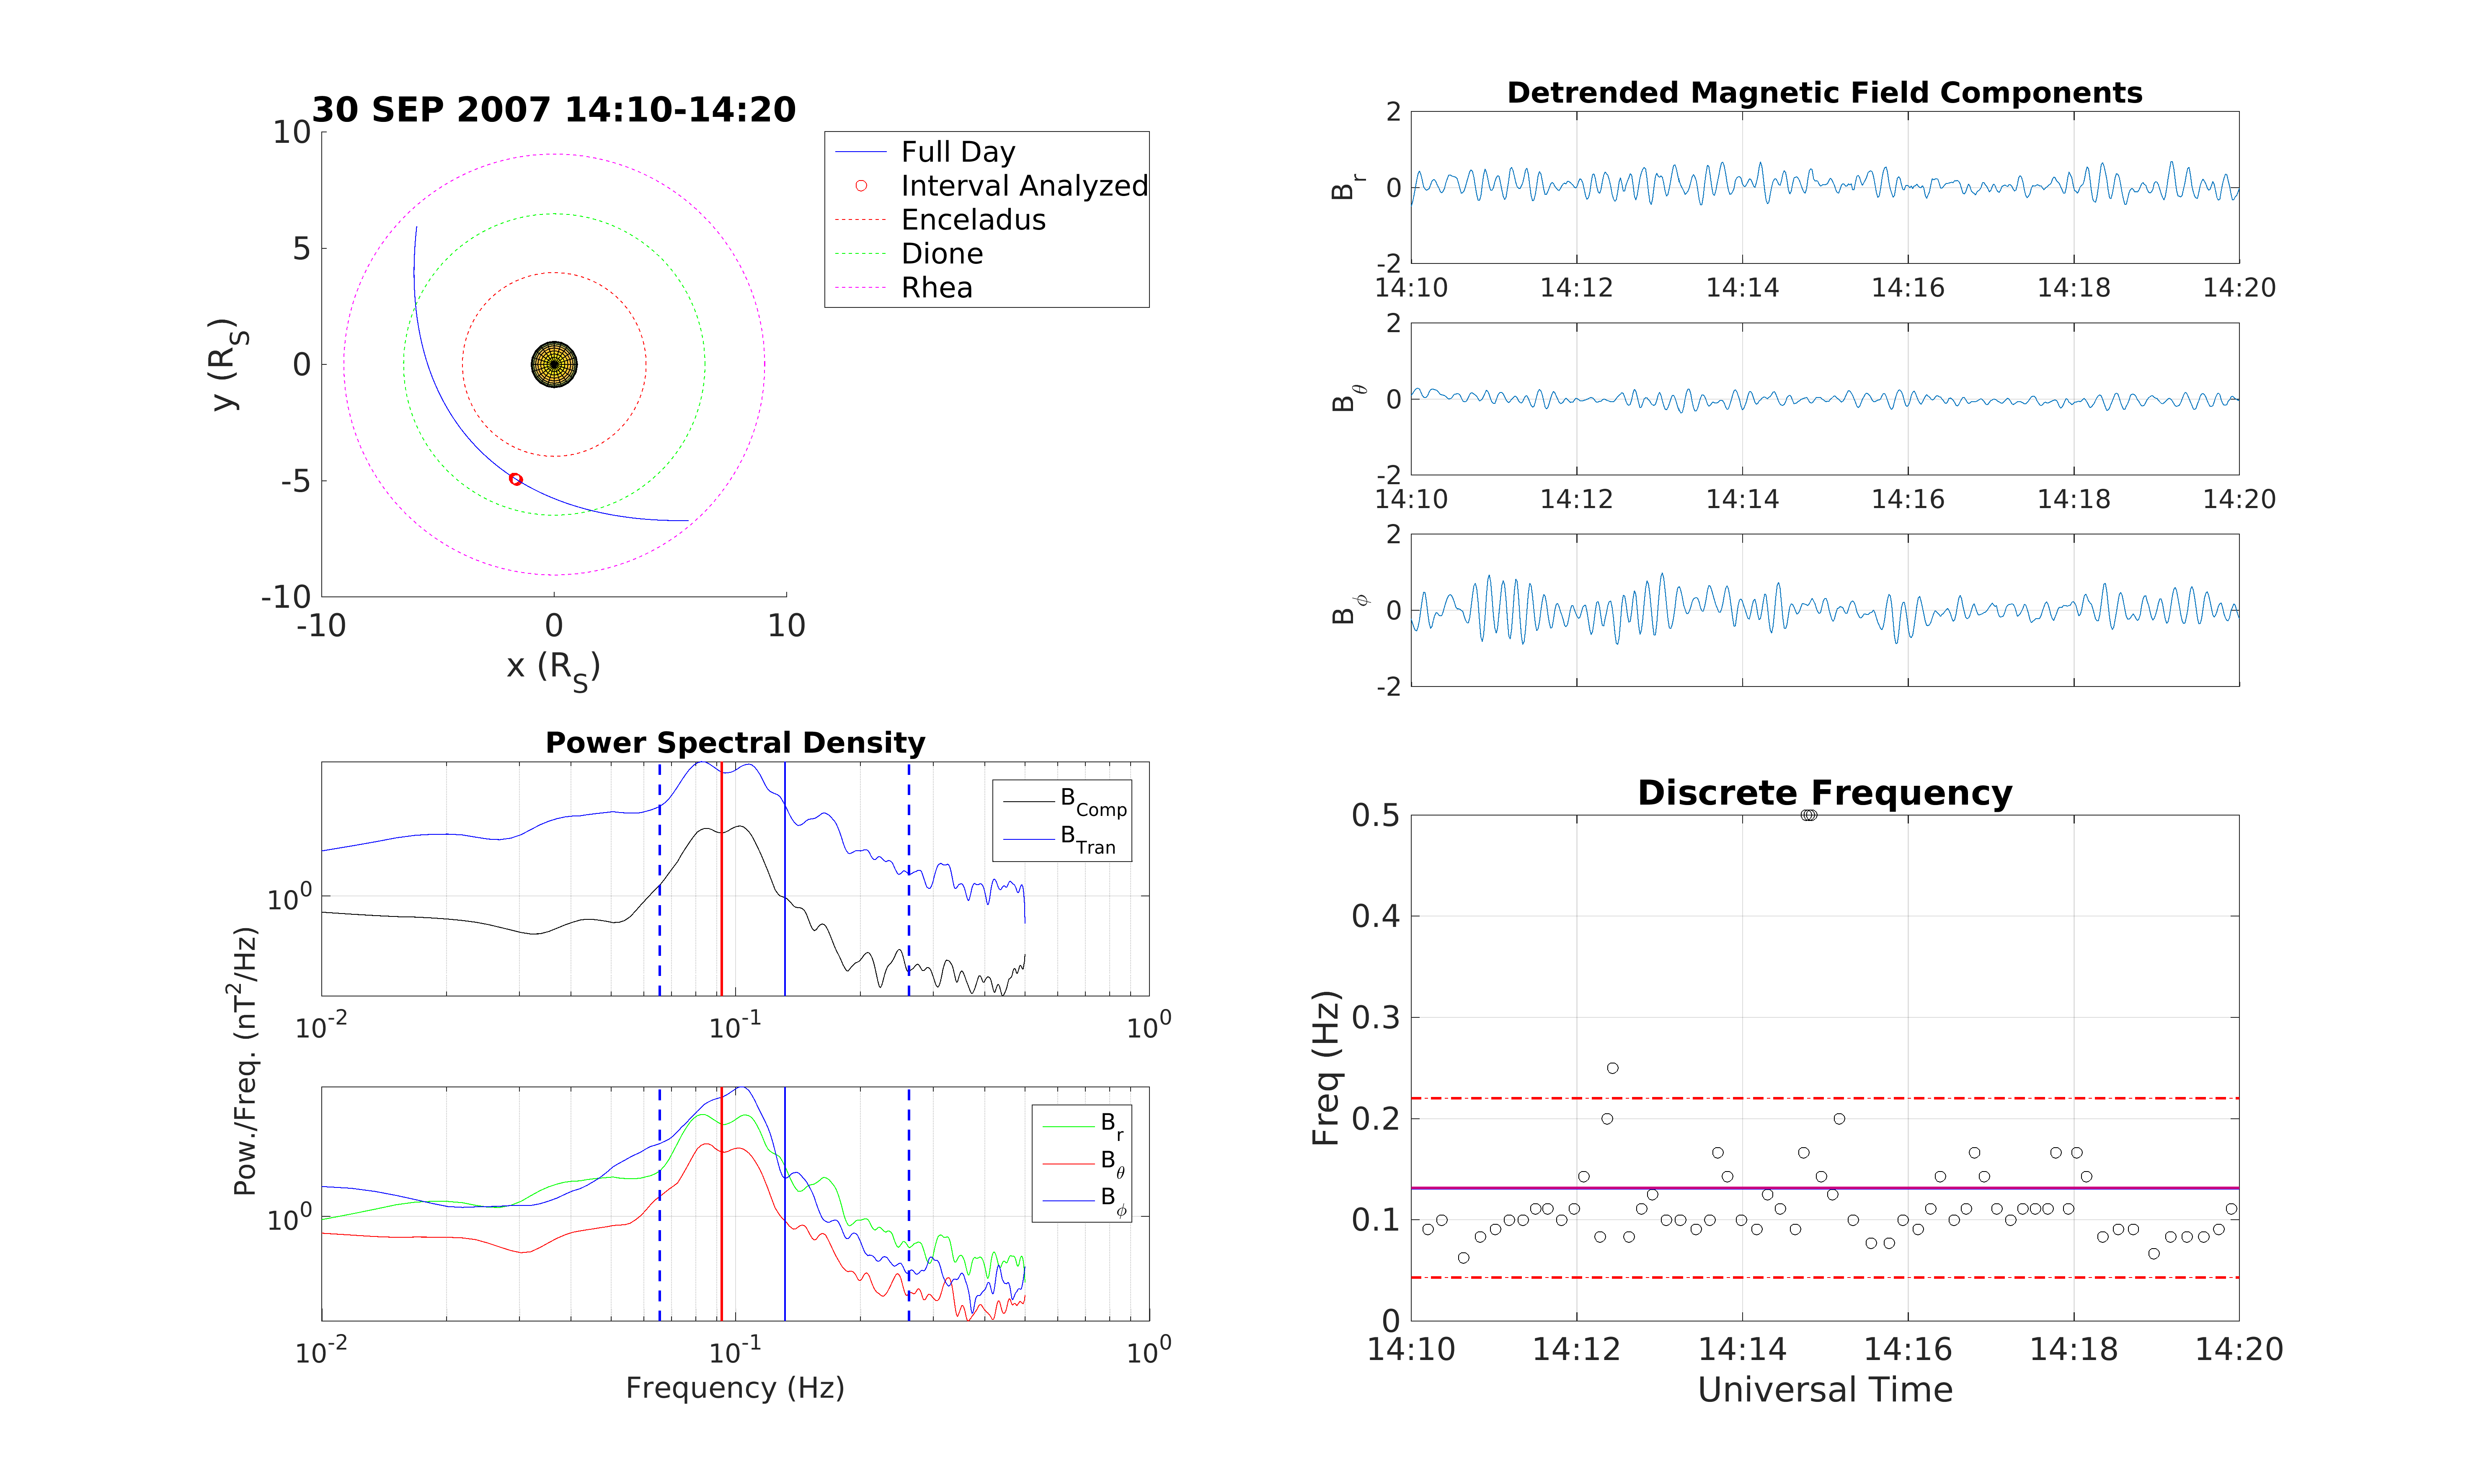 30 SEP 2007 14:10-14:20
10
5
0
-5
-10
-10 0 10
y (R_S)
x (R_S)
Full Day
Interval Analyzed
Enceladus
Dione
Rhea
Detrended Magnetic Field Components
2
0
-2
B_r
14:10 14:12 14:14 14:16 14:18 14:20
2
0
-2
B_θ
14:10 14:12 14:14 14:16 14:18 14:20
2
0
-2
B_ϕ
Power Spectral Density
10^0
B_Comp
B_Tran
10^-2 10^-1 10^0
Pow./Freq. (nT^2/Hz)
10^0
B_r
B_θ
B_ϕ
10^-2 10^-1 10^0
Frequency (Hz)
Discrete Frequency
0.5
0.4
0.3
0.2
0.1
0
Freq (Hz)
14:10 14:12 14:14 14:16 14:18 14:20
Universal Time